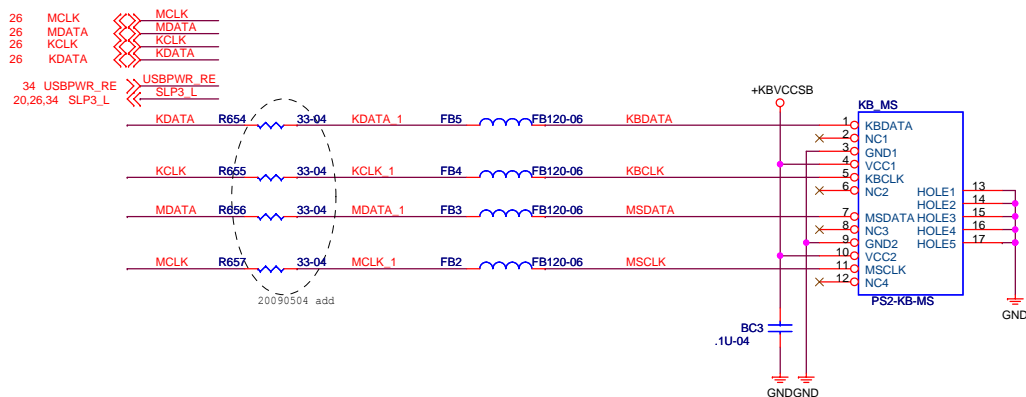 26 MCLK MCLK
26 MDATA MDATA
26 KCLK KCLK
26 KDATA KDATA
34 USBPWR_RE USBPWR_RE
20,26,34 SLP3_L SLP3_L
+KBVCCSB
KB_MS
KDATA R654 33-04 KDATA_1 FB5 FB120-06 KBDATA 1 KBDATA
2 NC1
3 GND1
4 VCC1
KCLK R655 33-04 KCLK_1 FB4 FB120-06 KBCLK 5 KBCLK
6 NC2 HOLE1 13
HOLE2 14
MDATA R656 33-04 MDATA_1 FB3 FB120-06 MSDATA 7 MSDATA HOLE3 15
8 NC3 HOLE4 16
9 GND2 HOLE5 17
10 VCC2
MCLK R657 33-04 MCLK_1 FB2 FB120-06 MSCLK 11 MSCLK
12 NC4
20090504 add
PS2-KB-MS
GND
BC3
.1U-04
GND GND